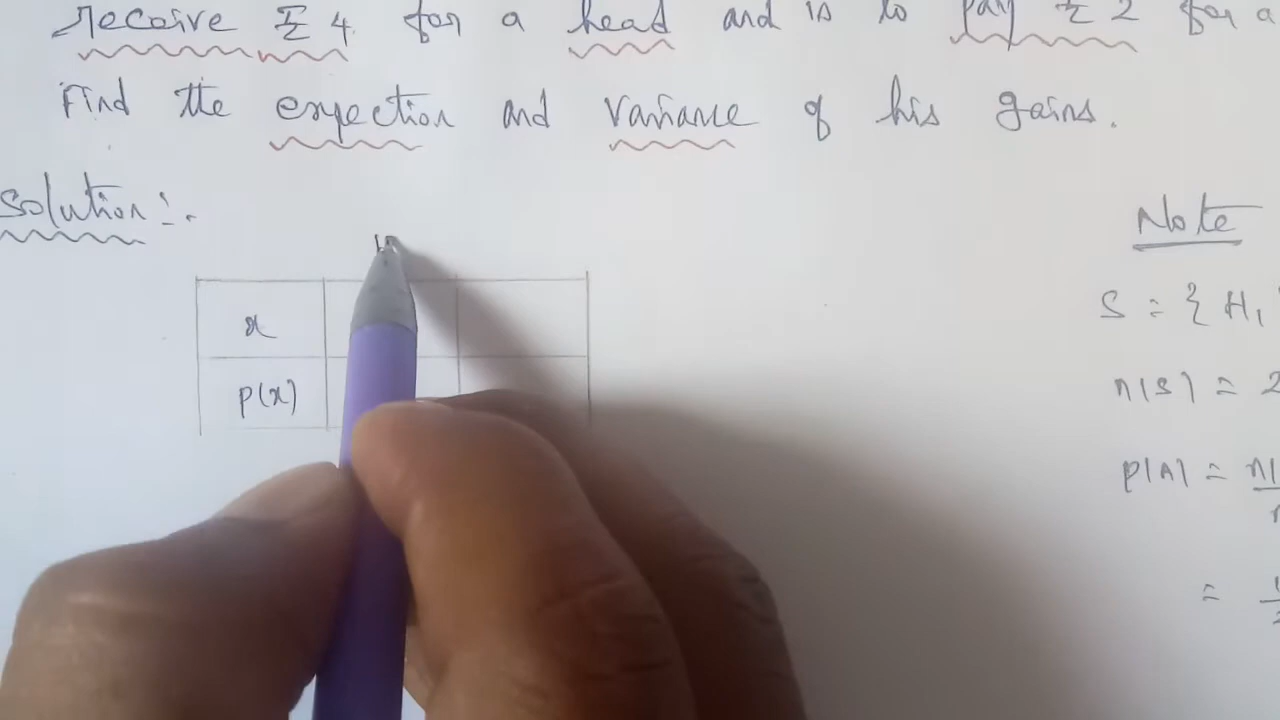 receive ₹ 4 for a head and is to pay ₹ 2 for a
Find the expection and variance of his gains.
Solution:.
H
x
p(x)
Note
S = { H,
n(S) = 2
p(A) =
=